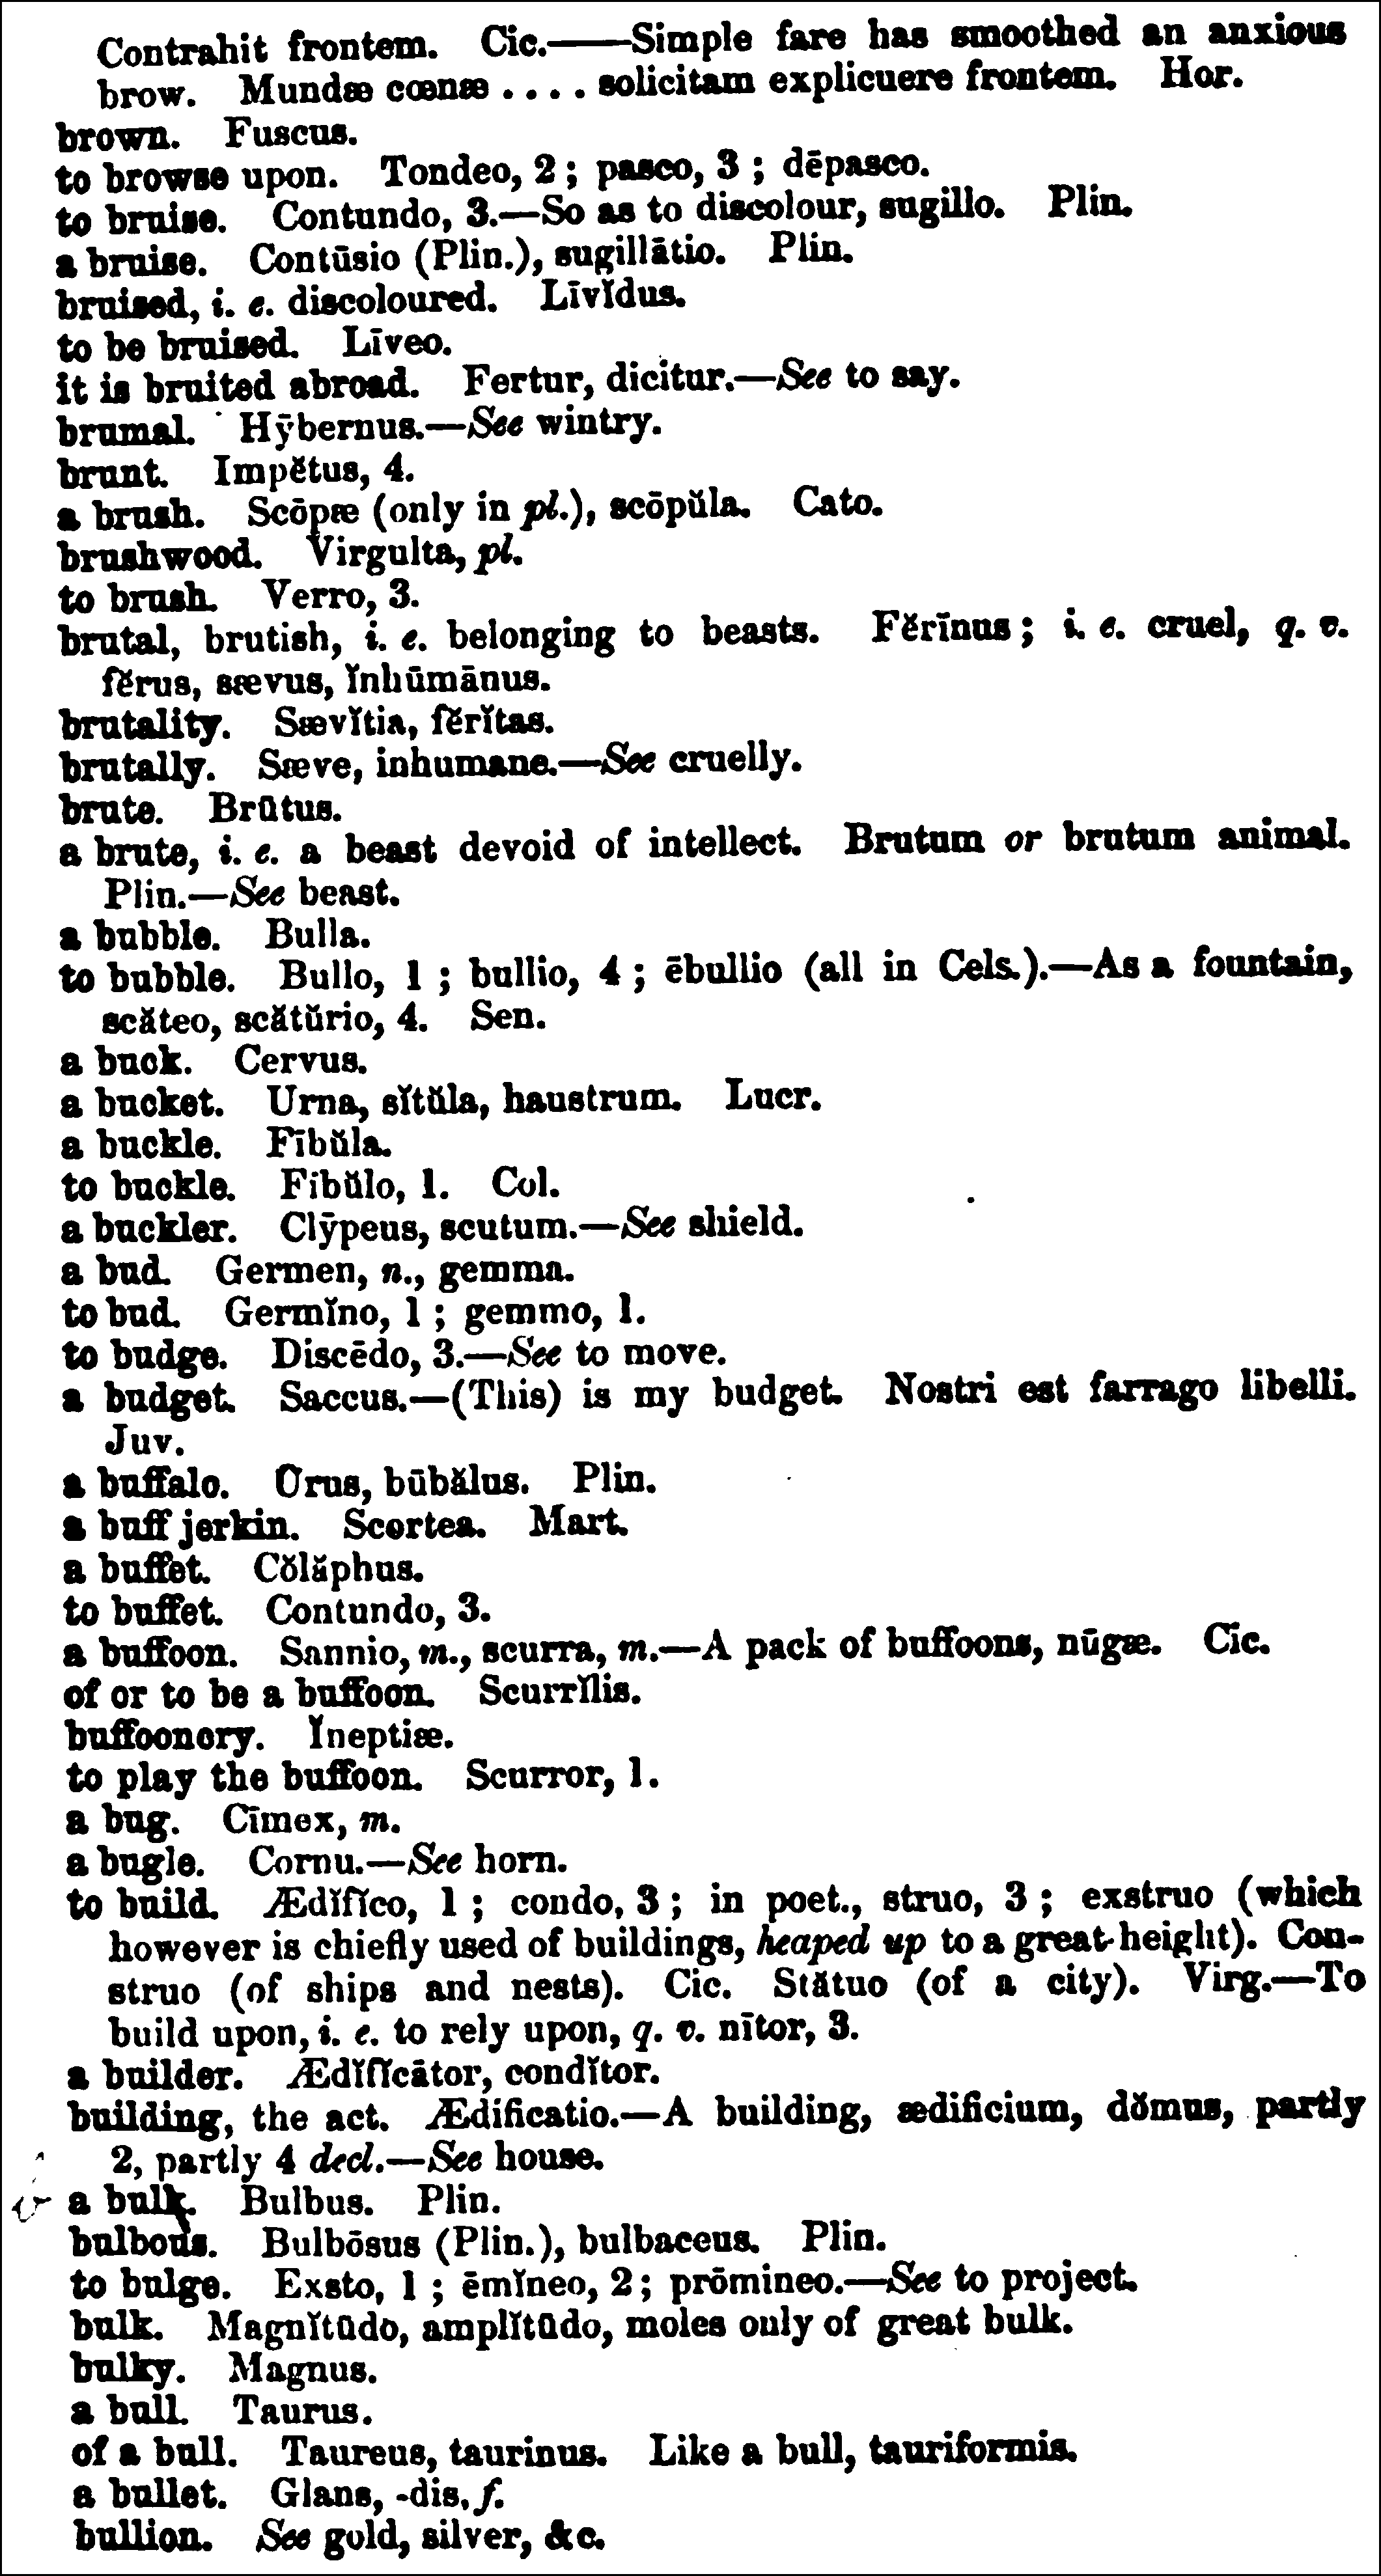 Contrahit frontem. Cic.——Simple fare has smoothed an anxious
brow. Mundæ cœnæ . . . . solicitam explicuere frontem. Hor.
brown. Fuscus.
to browse upon. Tondeo, 2; pasco, 3; dēpasco.
to bruise. Contundo, 3.—So as to discolour, sugillo. Plin.
a bruise. Contūsio (Plin.), sugillātio. Plin.
bruised, i. e. discoloured. Līvĭdus.
to be bruised. Līveo.
it is bruited abroad. Fertur, dicitur.—See to say.
brumal. Hȳbernus.—See wintry.
brunt. Impĕtus, 4.
a brush. Scōpæ (only in pl.), scōpŭla. Cato.
brushwood. Virgulta, pl.
to brush. Verro, 3.
brutal, brutish, i. e. belonging to beasts. Fĕrīnus; i. e. cruel, q. v.
fĕrus, sævus, ĭnhūmānus.
brutality. Sævĭtia, fĕrĭtas.
brutally. Sæve, inhumane.—See cruelly.
brute. Brūtus.
a brute, i. e. a beast devoid of intellect. Brutum or brutum animal.
Plin.—See beast.
a bubble. Bulla.
to bubble. Bullo, 1; bullio, 4; ēbullio (all in Cels.).—As a fountain,
scăteo, scătŭrio, 4. Sen.
a buck. Cervus.
a bucket. Urna, sĭtŭla, haustrum. Lucr.
a buckle. Fībŭla.
to buckle. Fibŭlo, 1. Col.
a buckler. Clȳpeus, scutum.—See shield.
a bud. Germen, n., gemma.
to bud. Germĭno, 1; gemmo, 1.
to budge. Discēdo, 3.—See to move.
a budget. Saccus.—(This) is my budget. Nostri est farrago libelli.
Juv.
a buffalo. Ūrus, būbălus. Plin.
a buff jerkin. Scortea. Mart.
a buffet. Cŏlăphus.
to buffet. Contundo, 3.
a buffoon. Sannio, m., scurra, m.—A pack of buffoons, nūgæ. Cic.
of or to be a buffoon. Scurrīlis.
buffoonery. Ĭneptiæ.
to play the buffoon. Scurror, 1.
a bug. Cīmex, m.
a bugle. Cornu.—See horn.
to build. Ædĭfĭco, 1; condo, 3; in poet., struo, 3; exstruo (which
however is chiefly used of buildings, heaped up to a great height). Con-
struo (of ships and nests). Cic. Stătuo (of a city). Virg.—To
build upon, i. e. to rely upon, q. v. nītor, 3.
a builder. Ædĭfĭcātor, condĭtor.
building, the act. Ædificatio.—A building, ædificium, dŏmus, partly
2, partly 4 decl.—See house.
a bulk. Bulbus. Plin.
bulbous. Bulbōsus (Plin.), bulbaceus. Plin.
to bulge. Exsto, 1; ēmĭneo, 2; prōmineo.—See to project.
bulk. Magnĭtūdo, amplĭtūdo, moles only of great bulk.
bulky. Magnus.
a bull. Taurus.
of a bull. Taureus, taurinus. Like a bull, tauriformis.
a bullet. Glans, -dis, f.
bullion. See gold, silver, &c.